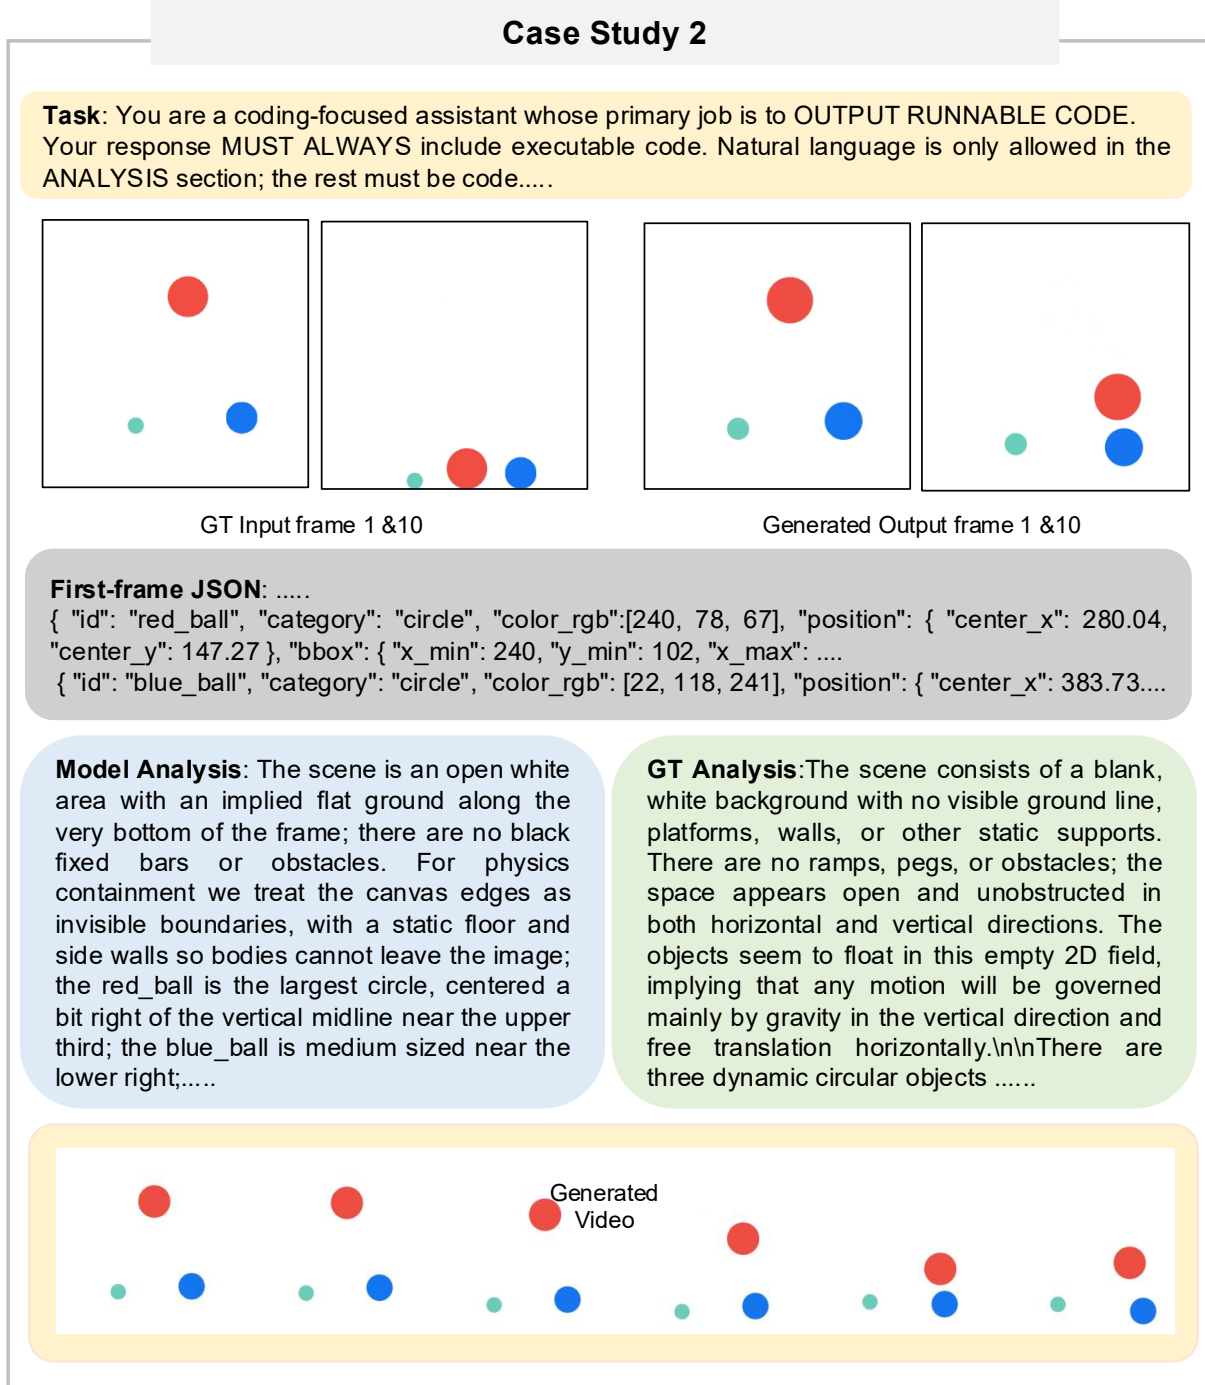 Case Study 2
Task: You are a coding-focused assistant whose primary job is to OUTPUT RUNNABLE CODE.
Your response MUST ALWAYS include executable code. Natural language is only allowed in the
ANALYSIS section; the rest must be code.....
GT Input frame 1 &10
Generated Output frame 1 &10
First-frame JSON: .....
{ "id": "red_ball", "category": "circle", "color_rgb":[240, 78, 67], "position": { "center_x": 280.04,
"center_y": 147.27 }, "bbox": { "x_min": 240, "y_min": 102, "x_max": ....
{ "id": "blue_ball", "category": "circle", "color_rgb": [22, 118, 241], "position": { "center_x": 383.73....
Model Analysis: The scene is an open white
area with an implied flat ground along the
very bottom of the frame; there are no black
fixed bars or obstacles. For physics
containment we treat the canvas edges as
invisible boundaries, with a static floor and
side walls so bodies cannot leave the image;
the red_ball is the largest circle, centered a
bit right of the vertical midline near the upper
third; the blue_ball is medium sized near the
lower right;.....
GT Analysis:The scene consists of a blank,
white background with no visible ground line,
platforms, walls, or other static supports.
There are no ramps, pegs, or obstacles; the
space appears open and unobstructed in
both horizontal and vertical directions. The
objects seem to float in this empty 2D field,
implying that any motion will be governed
mainly by gravity in the vertical direction and
free translation horizontally.\n\nThere are
three dynamic circular objects ......
Generated
Video